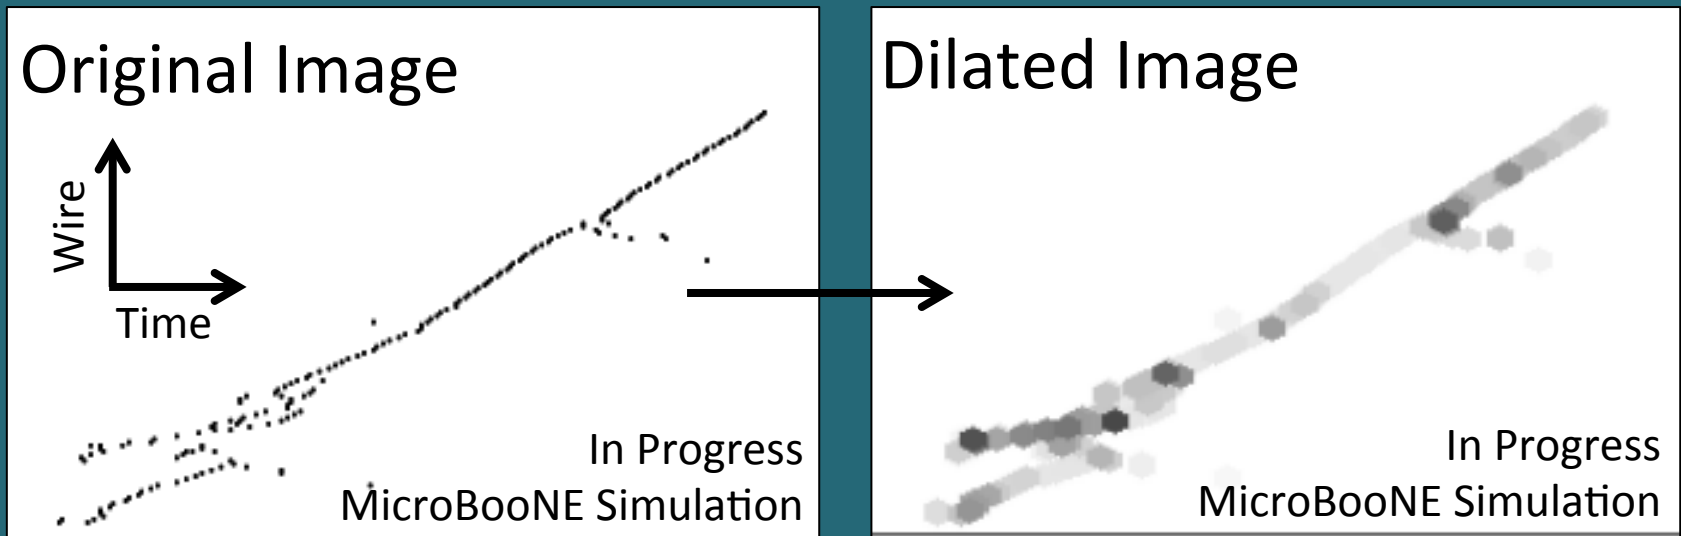 Original Image
Wire
Time
In Progress
MicroBooNE Simulation
Dilated Image
In Progress
MicroBooNE Simulation